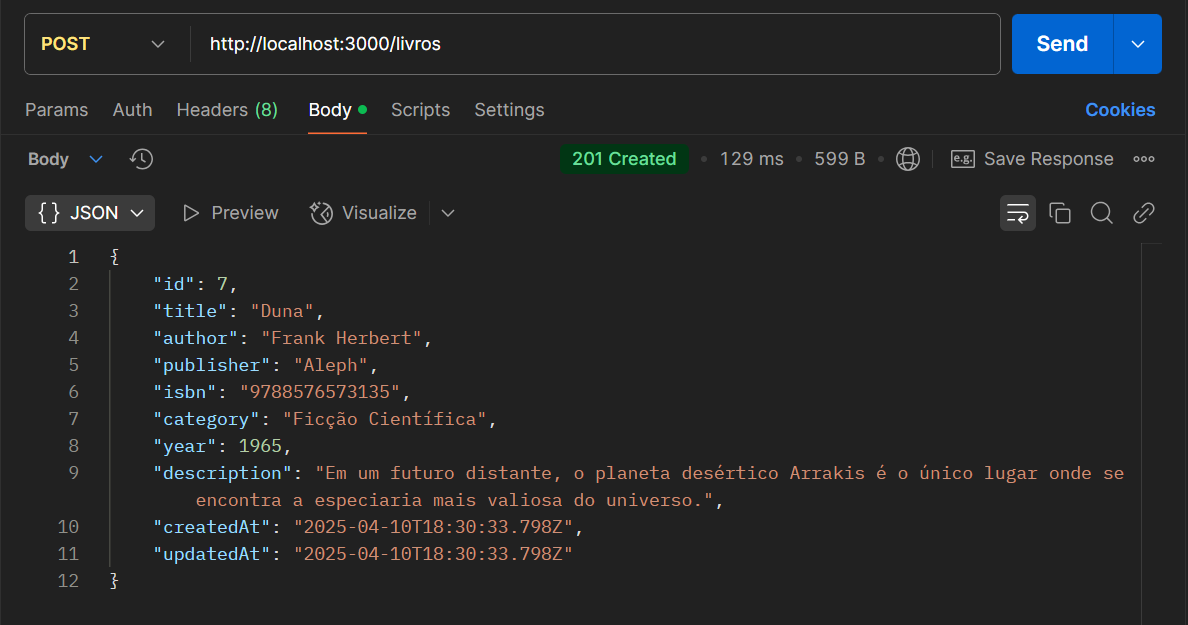 POST http://localhost:3000/livros Send
Params Auth Headers (8) Body Scripts Settings Cookies
Body 201 Created 129 ms 599 B e.g. Save Response
{} JSON Preview Visualize
1 {
2 "id": 7,
3 "title": "Duna",
4 "author": "Frank Herbert",
5 "publisher": "Aleph",
6 "isbn": "9788576573135",
7 "category": "Ficção Científica",
8 "year": 1965,
9 "description": "Em um futuro distante, o planeta desértico Arrakis é o único lugar onde se
encontra a especiaria mais valiosa do universo.",
10 "createdAt": "2025-04-10T18:30:33.798Z",
11 "updatedAt": "2025-04-10T18:30:33.798Z"
12 }